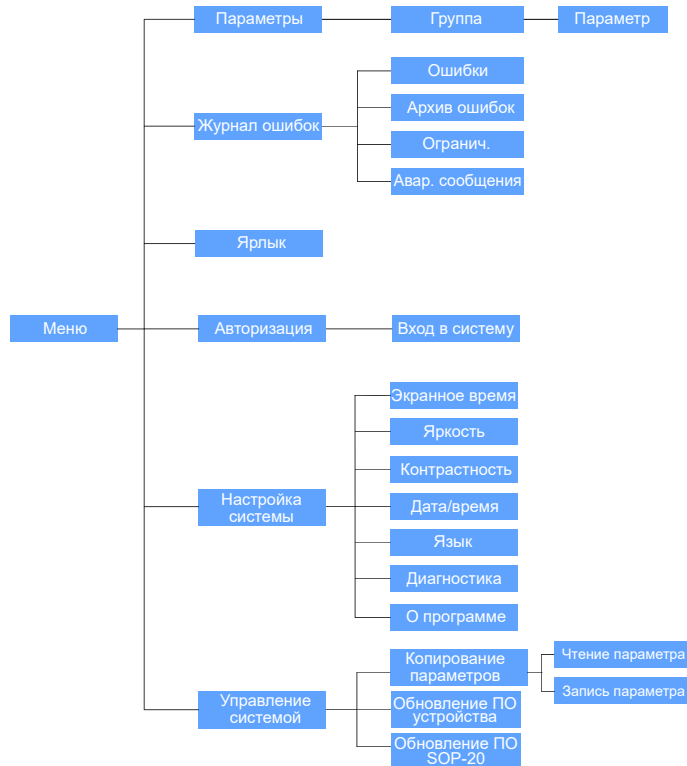 Параметры
Группа
Параметр
Журнал ошибок
Ошибки
Архив ошибок
Огранич.
Авар. сообщения
Ярлык
Меню
Авторизация
Вход в систему
Настройка
системы
Экранное время
Яркость
Контрастность
Дата/время
Язык
Диагностика
О программе
Управление
системой
Копирование
параметров
Чтение параметра
Запись параметра
Обновление ПО
устройства
Обновление ПО
SOP-20